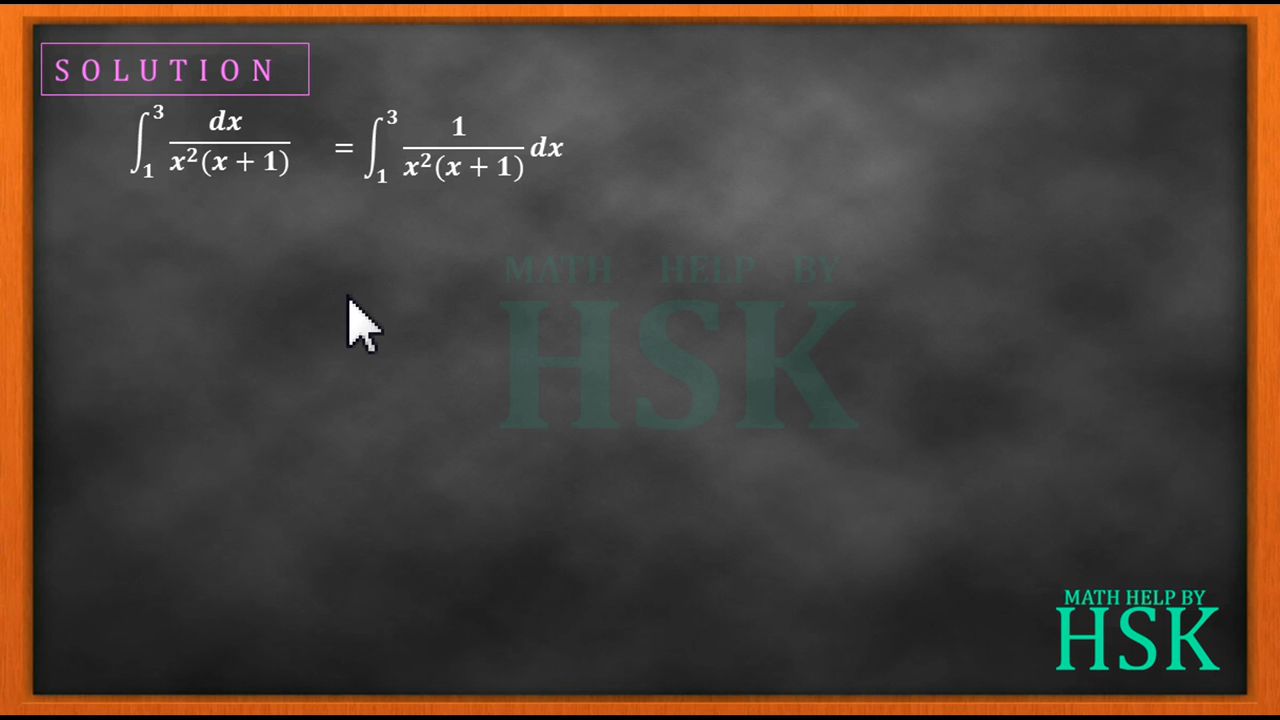 SOLUTION
∫₁³ dx / x²(x + 1) = ∫₁³ 1 / x²(x + 1) dx
MATH HELP BY
HSK
MATH HELP BY
HSK